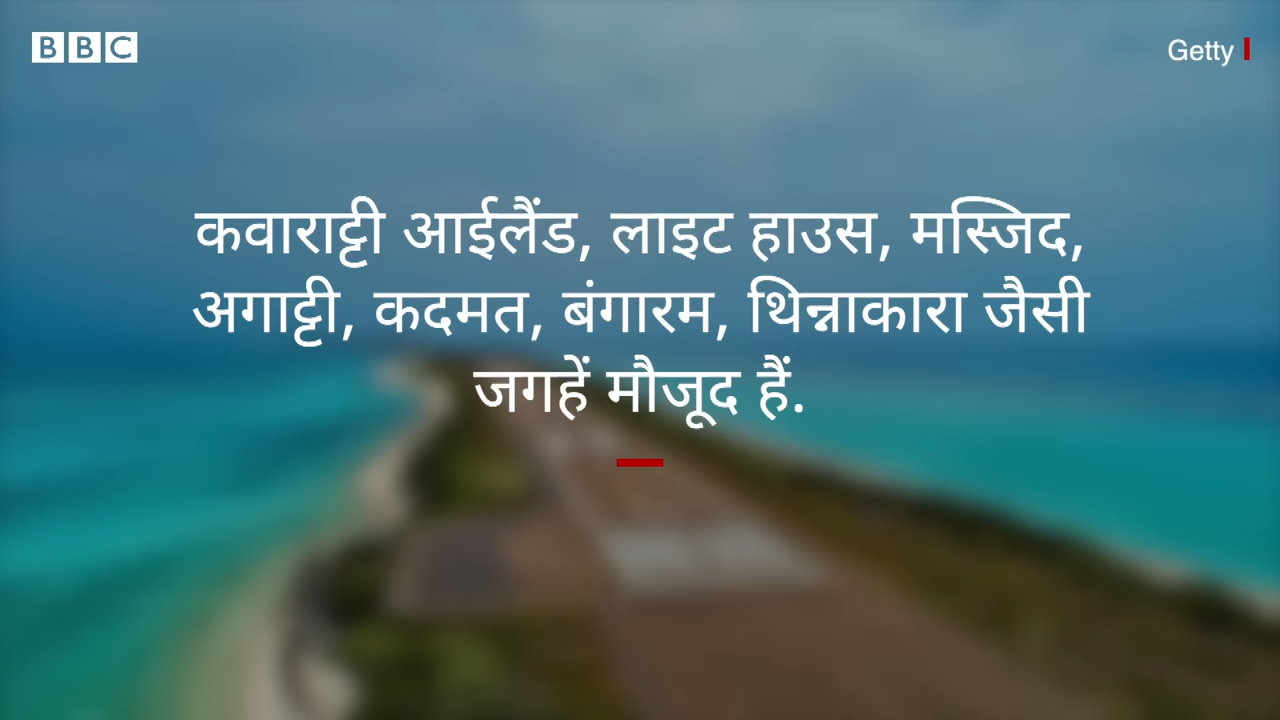 BBC
Getty
कवाराट्टी आईलैंड, लाइट हाउस, मस्जिद,
अगाट्टी, कदमत, बंगारम, थिन्नाकारा जैसी
जगहें मौजूद हैं.